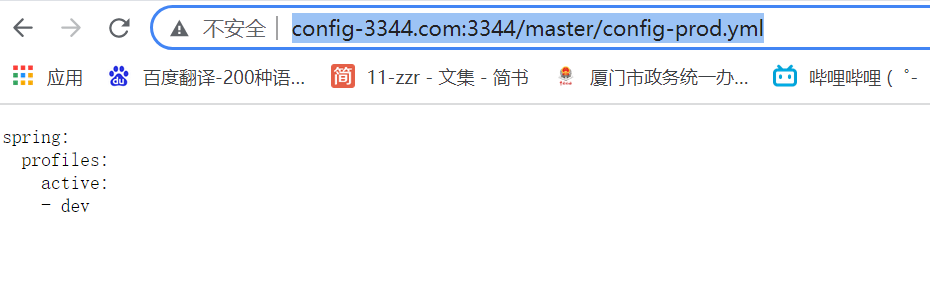 不安全 config-3344.com:3344/master/config-prod.yml
应用 百度翻译-200种语... 简 11-zzr - 文集 - 简书 厦门市政务统一办... 哔哩哔哩 ( ゜-
spring:
profiles:
active:
- dev